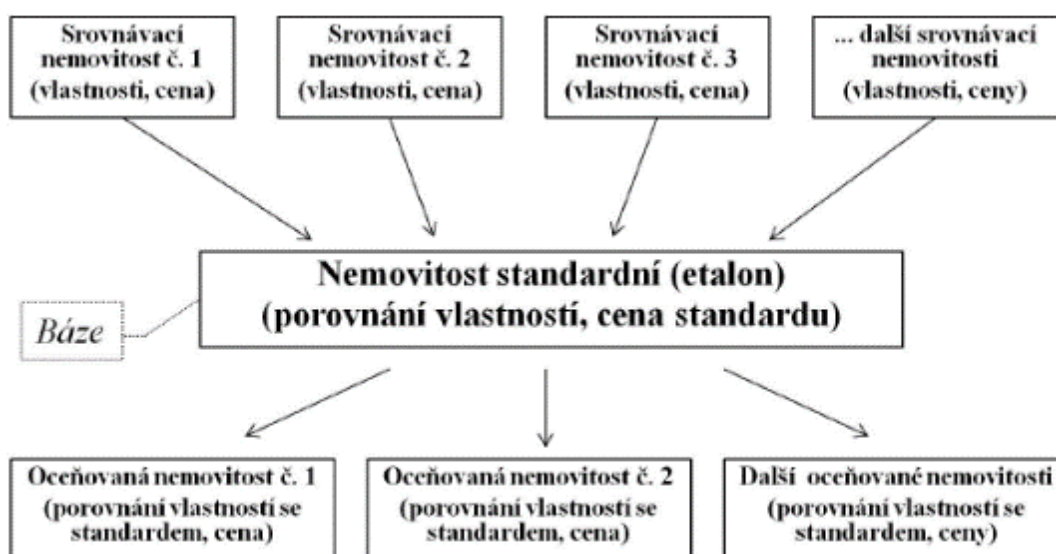 Srovnávací
nemovitost č. 1
(vlastnosti, cena)
Srovnávací
nemovitost č. 2
(vlastnosti, cena)
Srovnávací
nemovitost č. 3
(vlastnosti, cena)
... další srovnávací
nemovitosti
(vlastnosti, ceny)
Nemovitost standardní (etalon)
(porovnání vlastností, cena standardu)
Báze
Oceňovaná nemovitost č. 1
(porovnání vlastností se
standardem, cena)
Oceňovaná nemovitost č. 2
(porovnání vlastností se
standardem, cena)
Další oceňované nemovitosti
(porovnání vlastností se
standardem, ceny)